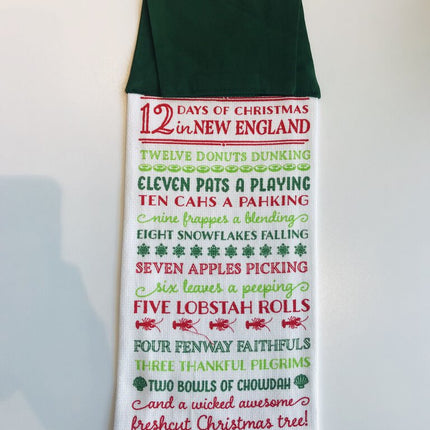 12 DAYS OF CHRISTMAS
in NEW ENGLAND
TWELVE DONUTS DUNKING
ELEVEN PATS A PLAYING
TEN CAHS A PAHKING
nine frappes a blending
EIGHT SNOWFLAKES FALLING
SEVEN APPLES PICKING
six leaves a peeping
FIVE LOBSTAH ROLLS
FOUR FENWAY FAITHFULS
THREE THANKFUL PILGRIMS
TWO BOWLS OF CHOWDAH
and a wicked awesome
freshcut Christmas tree!